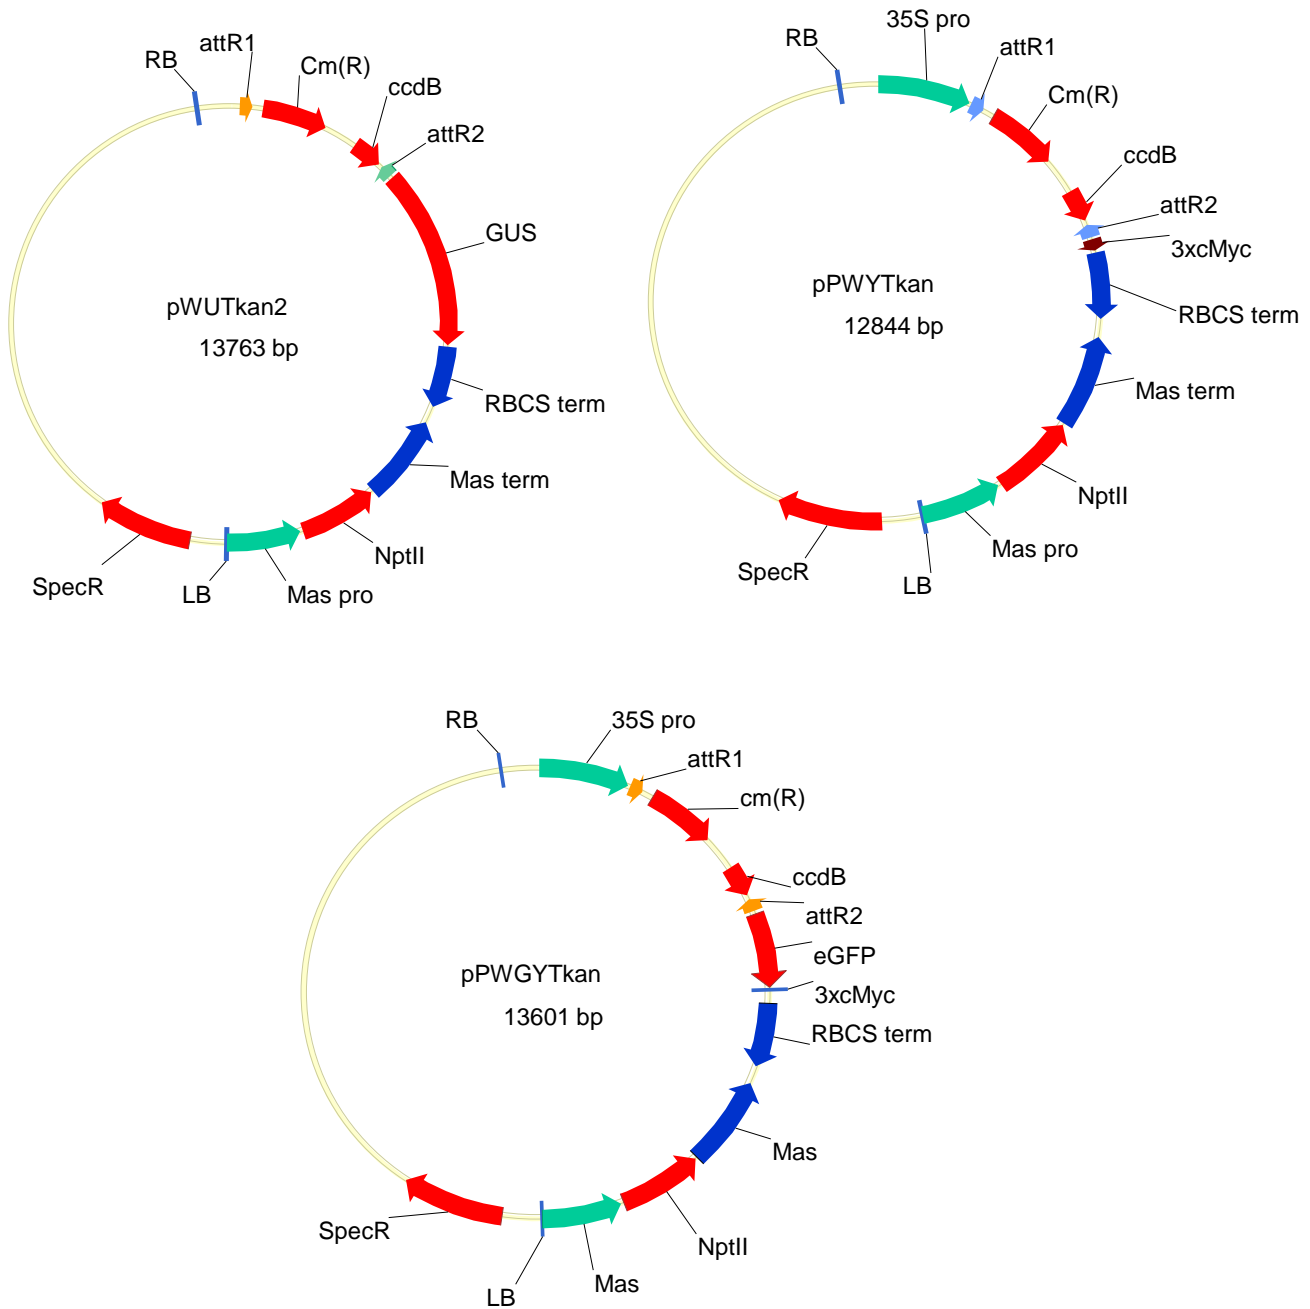 RB
attR1
Cm(R)
ccdB
attR2
GUS
pWUTkan2
13763 bp
RBCS term
Mas term
NptII
Mas pro
LB
SpecR
RB
35S pro
attR1
Cm(R)
ccdB
attR2
3xcMyc
pPWYTkan
12844 bp
RBCS term
Mas term
NptII
Mas pro
LB
SpecR
RB
35S pro
attR1
cm(R)
ccdB
attR2
eGFP
3xcMyc
pPWGYTkan
13601 bp
RBCS term
Mas
NptII
Mas
LB
SpecR